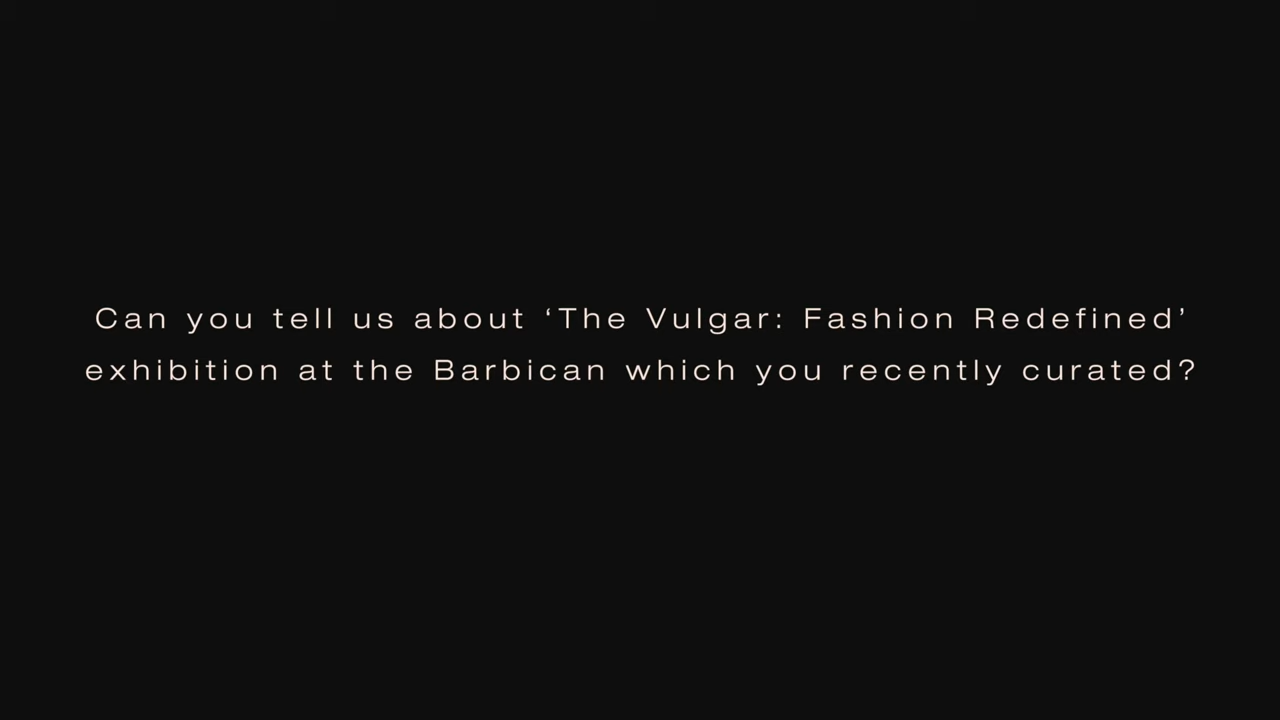 Can you tell us about ‘The Vulgar: Fashion Redefined’
exhibition at the Barbican which you recently curated?